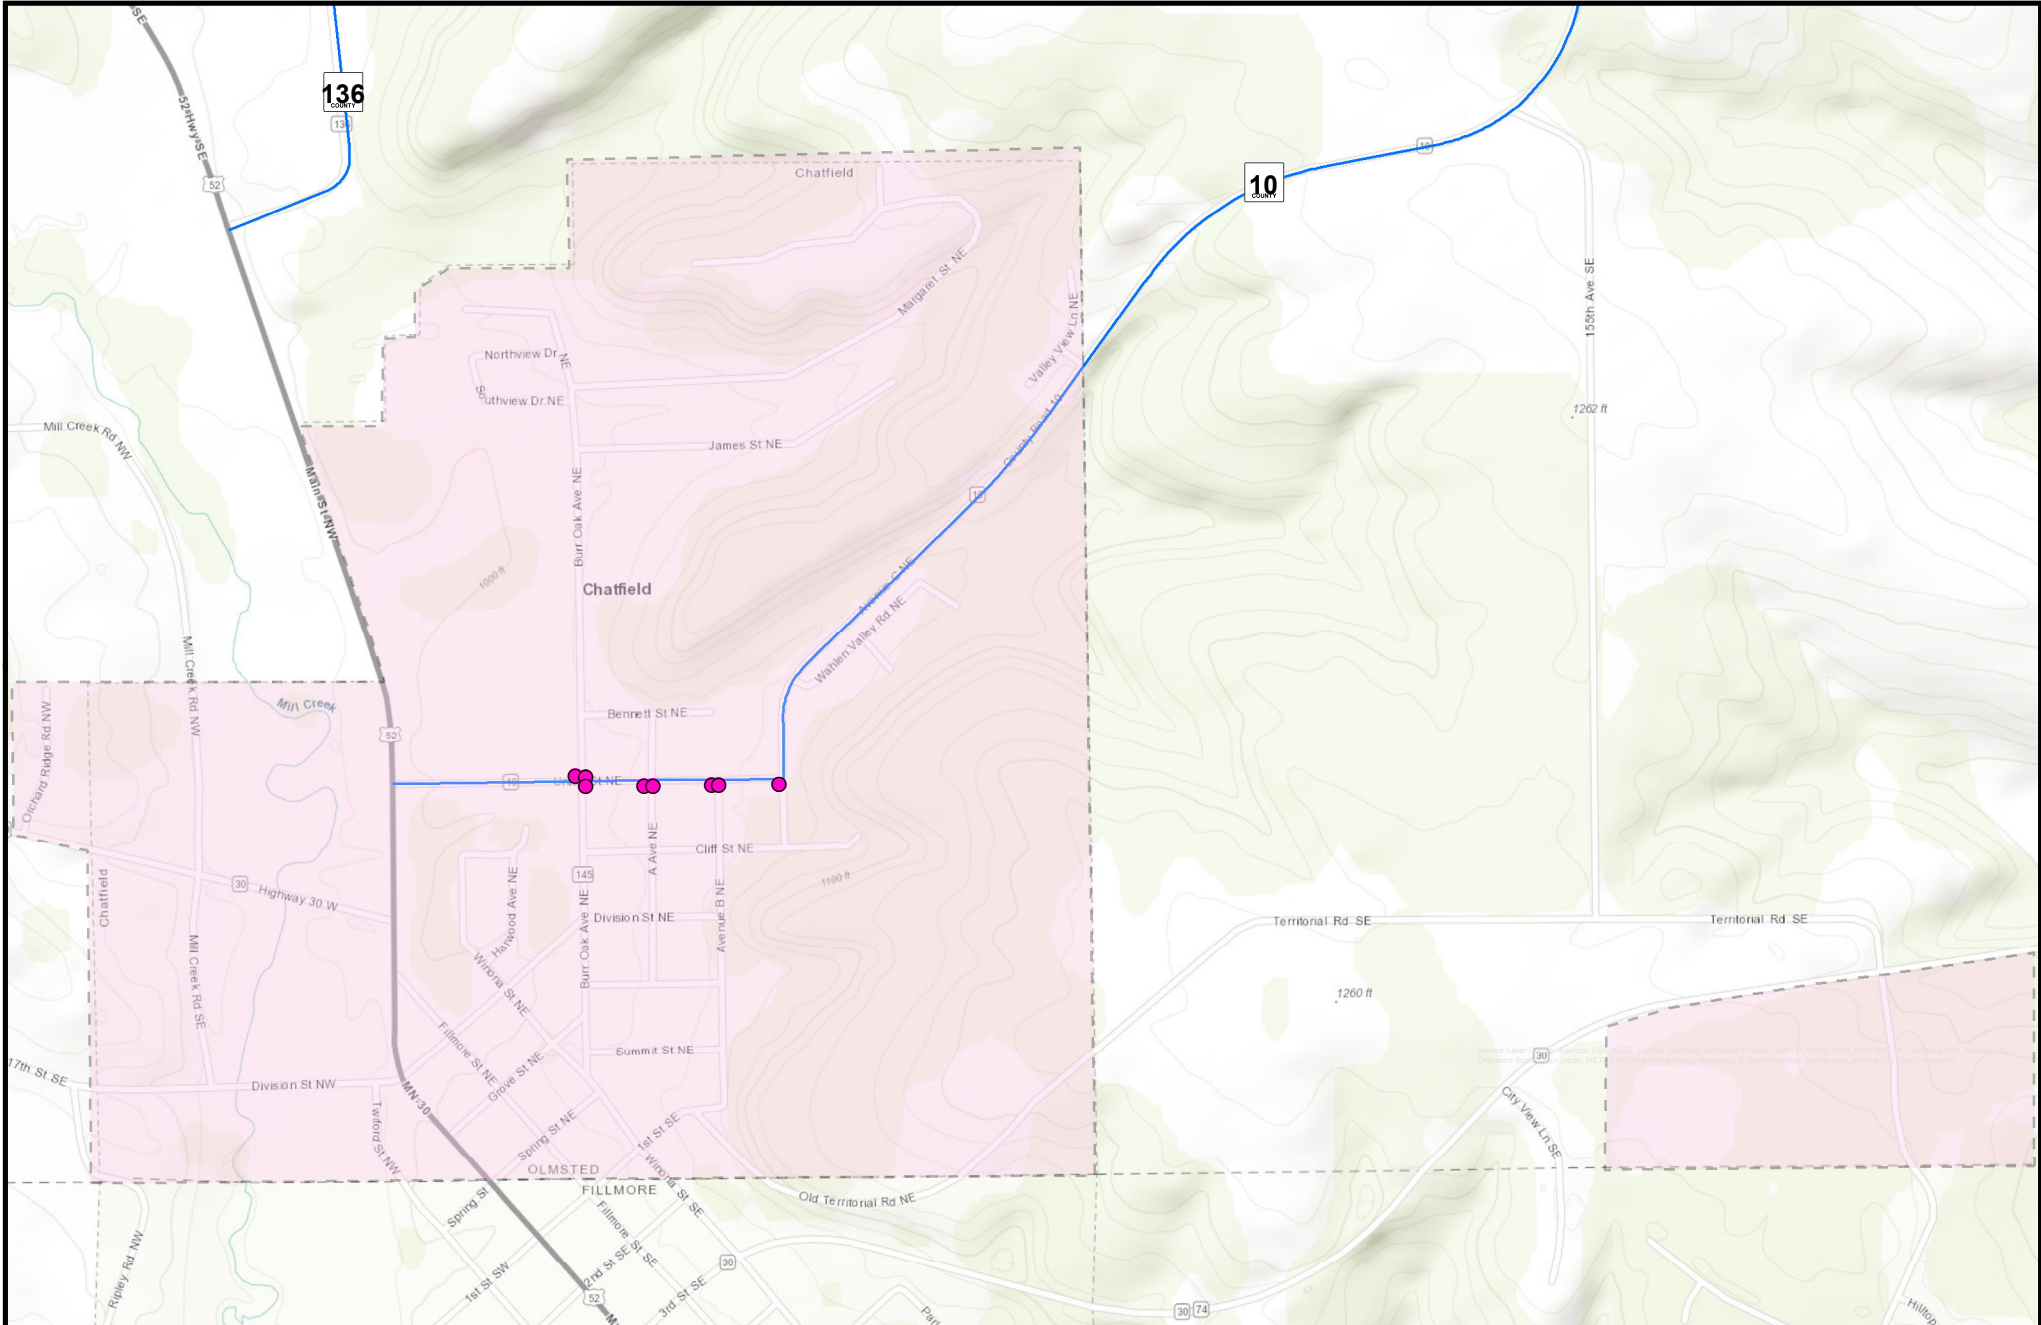 SE
136
COUNTY
52 Hwy SE
52
10
COUNTY
Chatfield
Margaret St NE
155th Ave SE
Valley View Ln NE
Northview Dr NE
Southview Dr NE
1262 ft
Mill Creek Rd NW
James St NE
County Road 10
Main St NW
Burr Oak Ave NE
1000 ft
Chatfield
Avenue C NE
Wahlen Valley Rd NE
Mill Creek Rd NW
Mill Creek
Orchard Ridge Rd NW
Bennett St NE
52
10
Cliff St NE
A Ave NE
145
1100 ft
30
Highway 30 W
Chatfield
Harwood Ave NE
Division St NE
Avenue B NE
Burr Oak Ave NE
Territorial Rd SE
Territorial Rd SE
Mill Creek Rd SE
Winona St NE
1260 ft
Fillmore St NE
Summit St NE
30
Grove St NE
17th St SE
Division St NW
MN-30
City View Ln SE
Twiford St NW
Spring St NE
1st St SE
OLMSTED
Winona St SE
FILLMORE
Old Territorial Rd NE
Spring St
Fillmore St SE
Ripley Rd NW
2nd St SE
30
1st St SW
3rd St SE
52
30
74
Hilltop